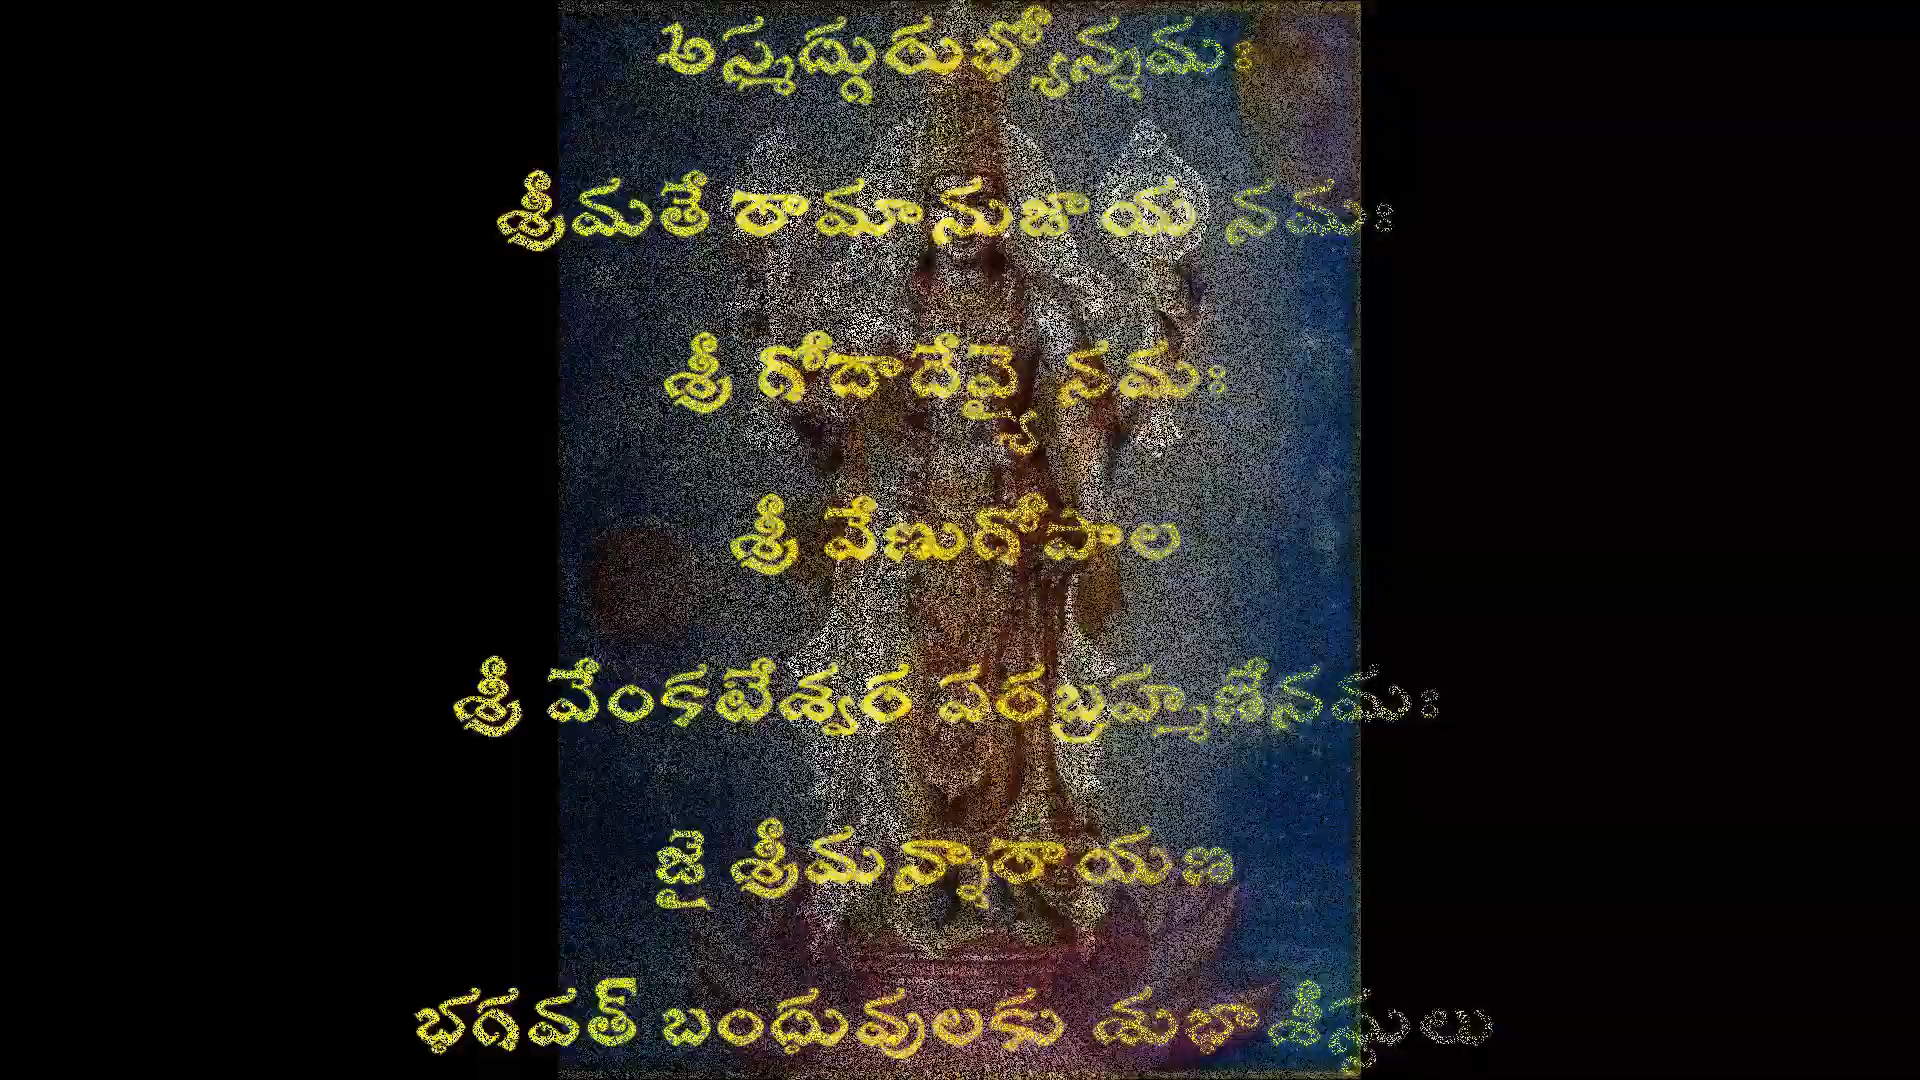 అస్మద్గురుభ్యోన్నమః
శ్రీమతే రామానుజాయ నమః
శ్రీ గోదాదేవ్యై నమః
శ్రీ వేణుగోపాల
శ్రీ వేంకటేశ్వర పరబ్రహ్మణేనమః
జై శ్రీమన్నారాయణ
భగవత్ బంధువులకు శుభాశీస్సులు